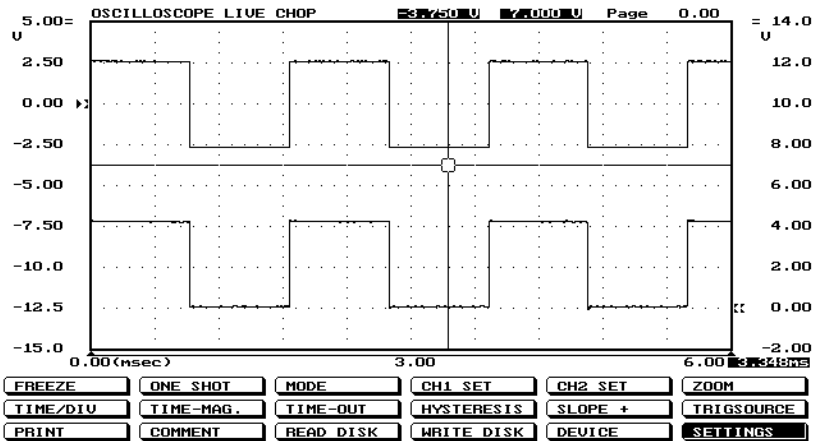 OSCILLOSCOPE LIVE CHOP -3.750 V 7.000 V Page 0.00
5.00= = 14.0
V V
2.50 12.0
0.00 10.0
-2.50 8.00
-5.00 6.00
-7.50 4.00
-10.0 2.00
-12.5 0.00
-15.0 -2.00
0.00(msec) 3.00 6.00 3.348ms
FREEZE ONE SHOT MODE CH1 SET CH2 SET ZOOM
TIME/DIV TIME-MAG. TIME-OUT HYSTERESIS SLOPE + TRIGSOURCE
PRINT COMMENT READ DISK WRITE DISK DEVICE SETTINGS